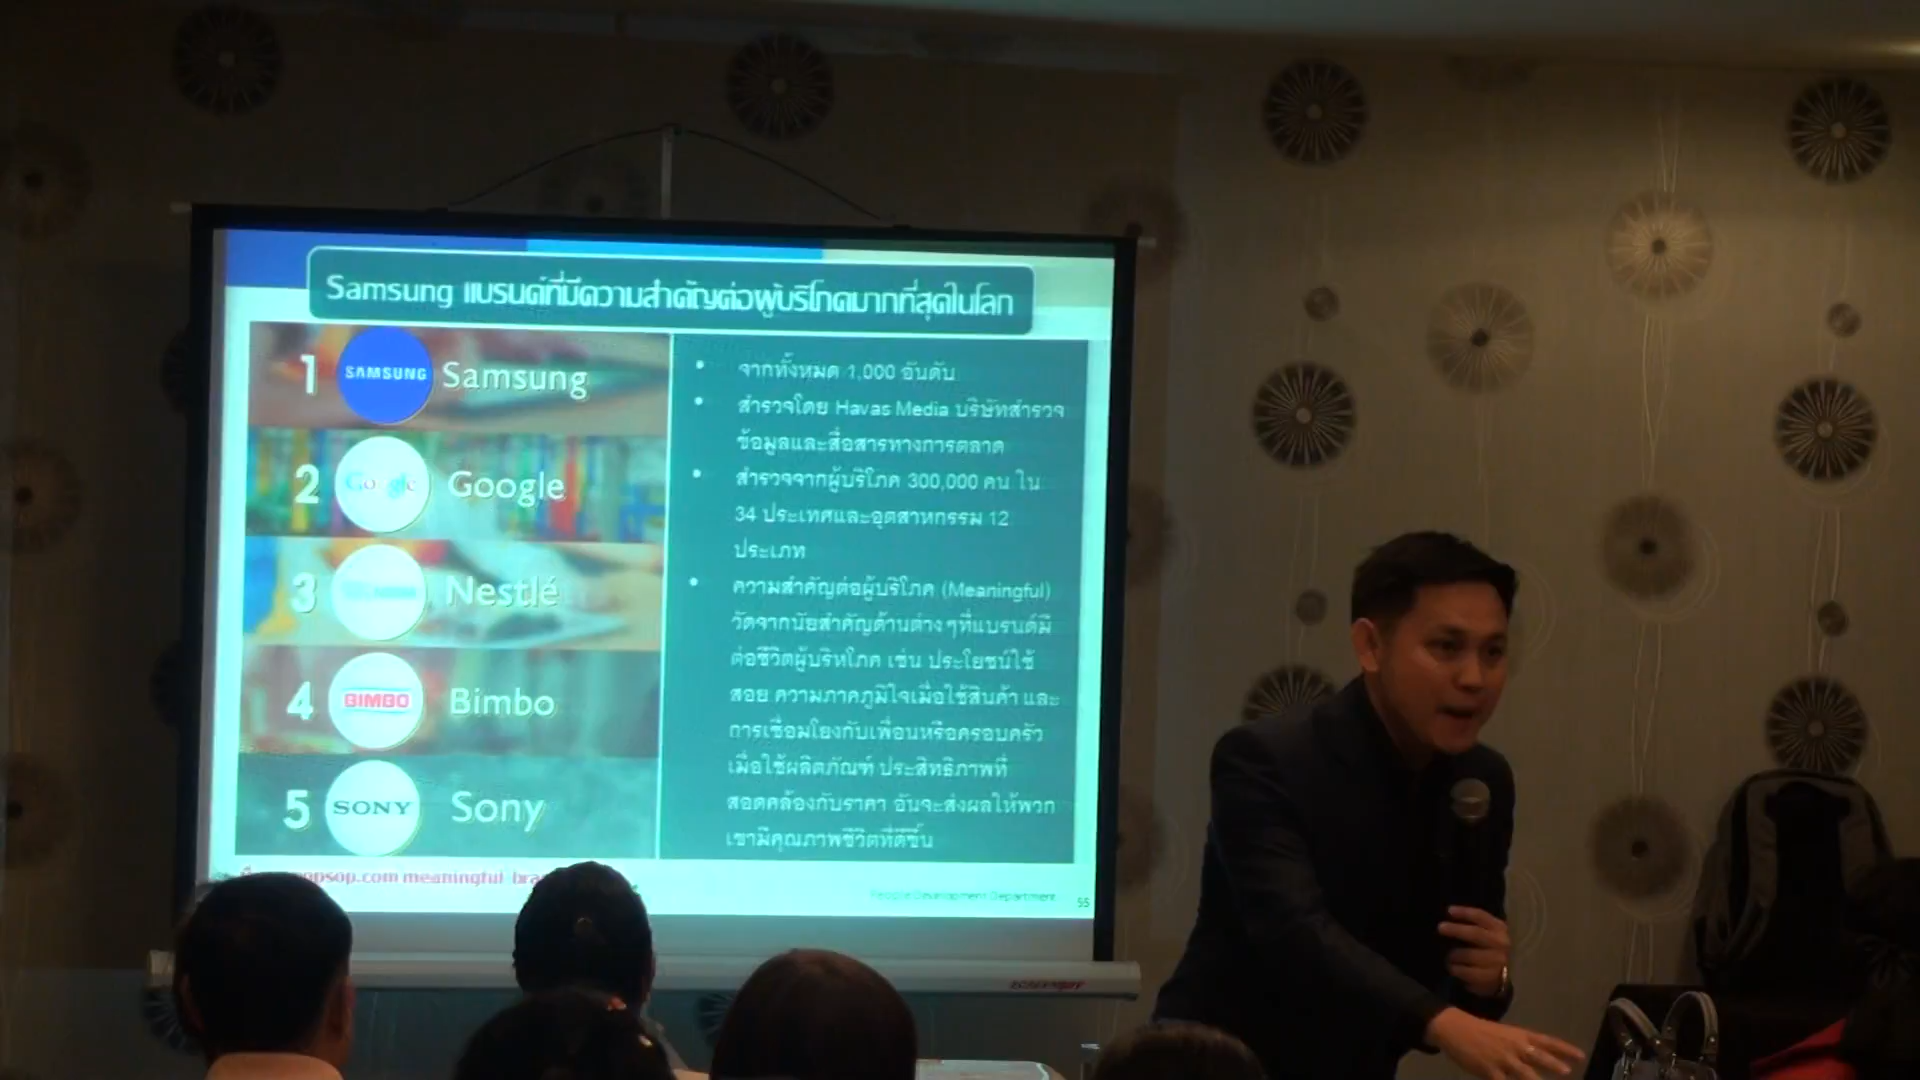 Samsung แบรนด์ที่มีความสำคัญต่อผู้บริโภคมากที่สุดในโลก
1 SAMSUNG Samsung
2 Google Google
3 Nestlé
4 BIMBO Bimbo
5 SONY Sony
• จากทั้งหมด 1,000 อันดับ
• สำรวจโดย Havas Media บริษัทสำรวจ
ข้อมูลและสื่อสารทางการตลาด
• สำรวจจากผู้บริโภค 300,000 คน ใน
34 ประเทศและอุตสาหกรรม 12
ประเภท
• ความสำคัญต่อผู้บริโภค (Meaningful)
วัดจากนัยสำคัญด้านต่างๆที่แบรนด์มี
ต่อชีวิตผู้บริหโภค เช่น ประโยชน์ใช้
สอย ความภาคภูมิใจเมื่อใช้สินค้า และ
การเชื่อมโยงกับเพื่อนหรือครอบครัว
เมื่อใช้ผลิตภัณฑ์ ประสิทธิภาพที่
สอดคล้องกับราคา อันจะส่งผลให้พวก
เขามีคุณภาพชีวิตที่ดีขึ้น
meaningful
People Development Department 55